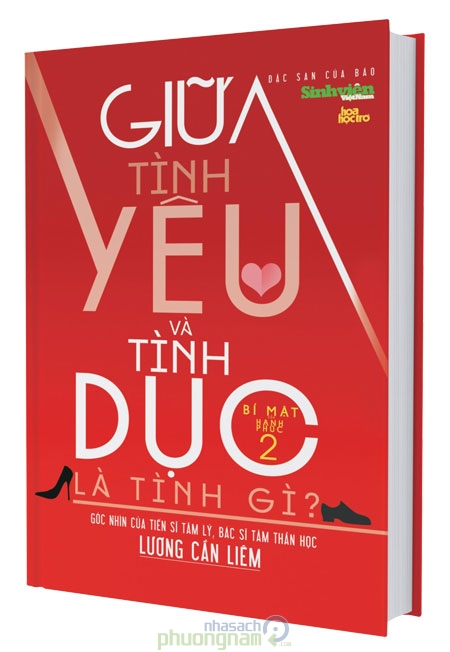 ĐẶC SAN CỦA BÁO
Sinh viên
Việt Nam
hoa
học trò
GIỮA
TÌNH
YÊU
VÀ
TÌNH
DỤC
BÍ MẬT
HẠNH
PHÚC
2
LÀ TÌNH GÌ?
GÓC NHÌN CỦA TIẾN SĨ TÂM LÝ, BÁC SĨ TÂM THẦN HỌC
LƯƠNG CẦN LIÊM
nhasach
phuongnam
.com